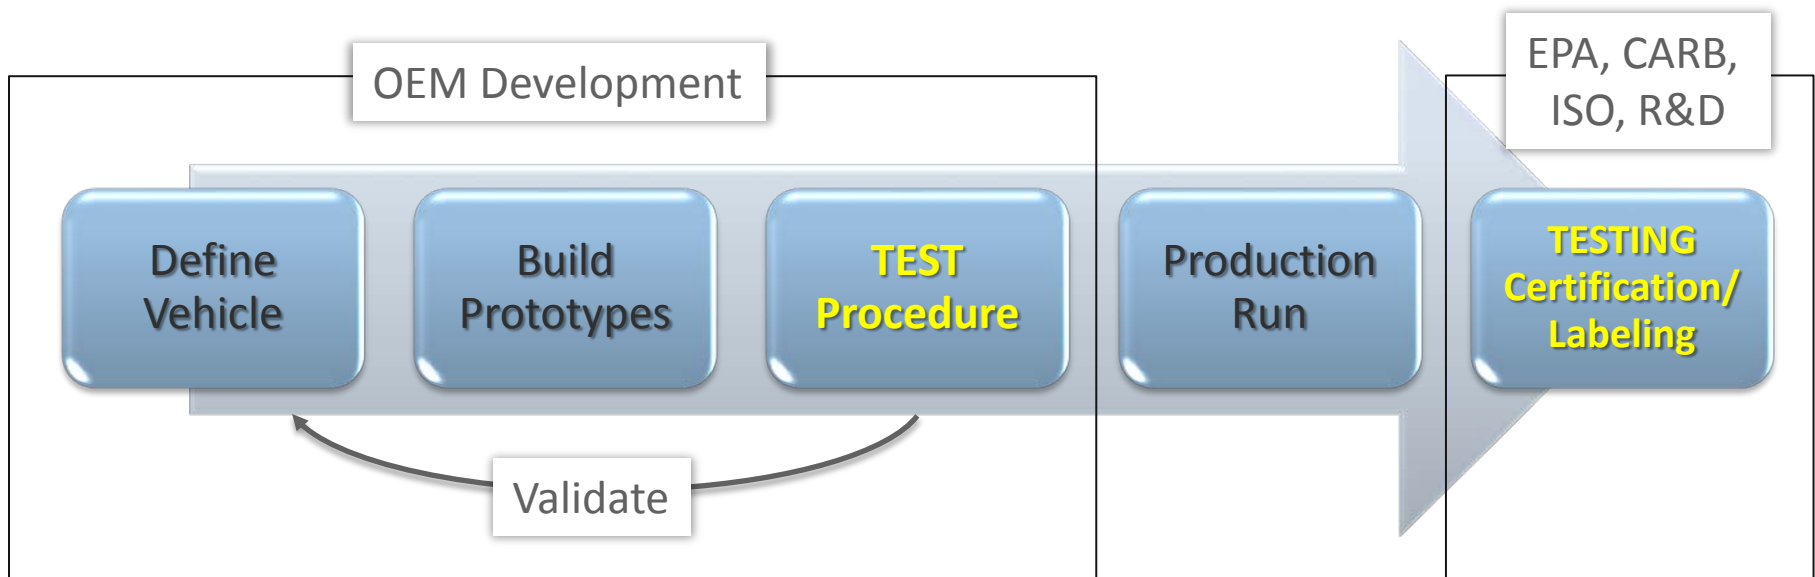 OEM Development
EPA, CARB,
ISO, R&D
Define
Vehicle
Build
Prototypes
TEST
Procedure
Production
Run
TESTING
Certification/
Labeling
Validate